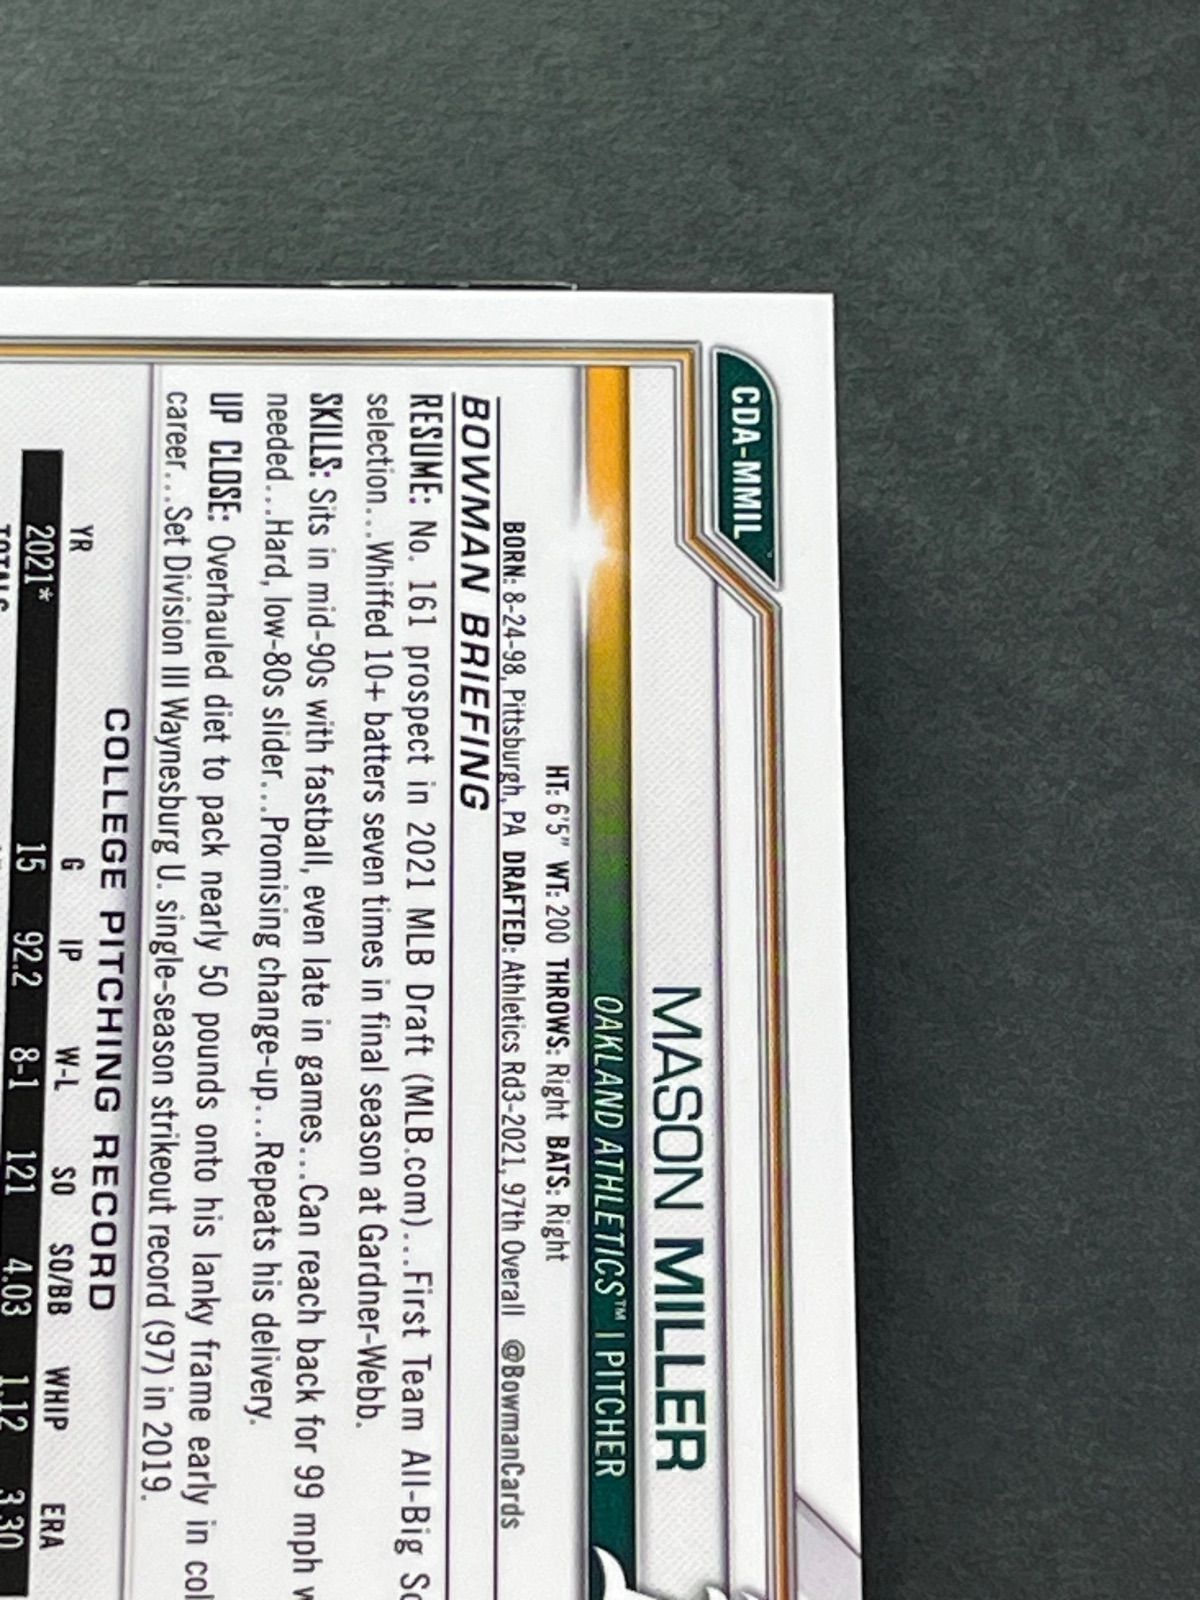 CDA-MMIL
MASON MILLER
OAKLAND ATHLETICS™ | PITCHER
HT: 6'5" WT: 200 THROWS: Right BATS: Right
BORN: 8-24-98, Pittsburgh, PA DRAFTED: Athletics Rd3-2021, 97th Overall @BowmanCards
BOWMAN BRIEFING
RESUME: No. 161 prospect in 2021 MLB Draft (MLB.com)...First Team All-Big
selection...Whiffed 10+ batters seven times in final season at Gardner-Webb.
SKILLS: Sits in mid-90s with fastball, even late in games...Can reach back for 99 mph
needed...Hard, low-80s slider...Promising change-up...Repeats his delivery.
UP CLOSE: Overhauled diet to pack nearly 50 pounds onto his lanky frame early in
career...Set Division III Waynesburg U. single-season strikeout record (97) in 2019.
COLLEGE PITCHING RECORD
YR G IP W-L SO SO/BB WHIP ERA
2021* 15 92.2 8-1 121 4.03 1.12 3.30